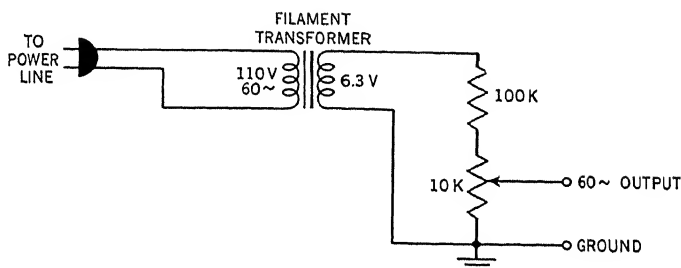 FILAMENT
TRANSFORMER
TO
POWER
LINE
110V
60~
6.3 V
100K
10K
60~ OUTPUT
GROUND